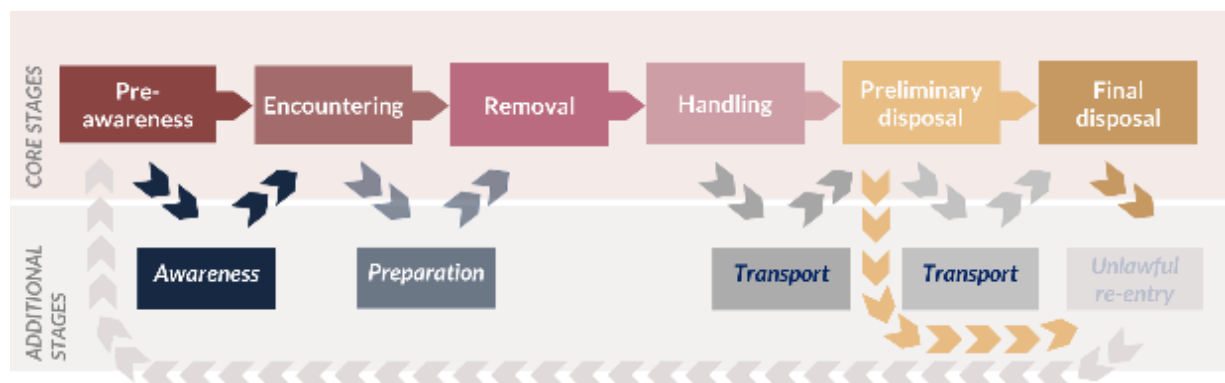 CORE STAGES
Pre-
awareness
Encountering
Removal
Handling
Preliminary
disposal
Final
disposal
ADDITIONAL
STAGES
Awareness
Preparation
Transport
Transport
Unlawful
re-entry